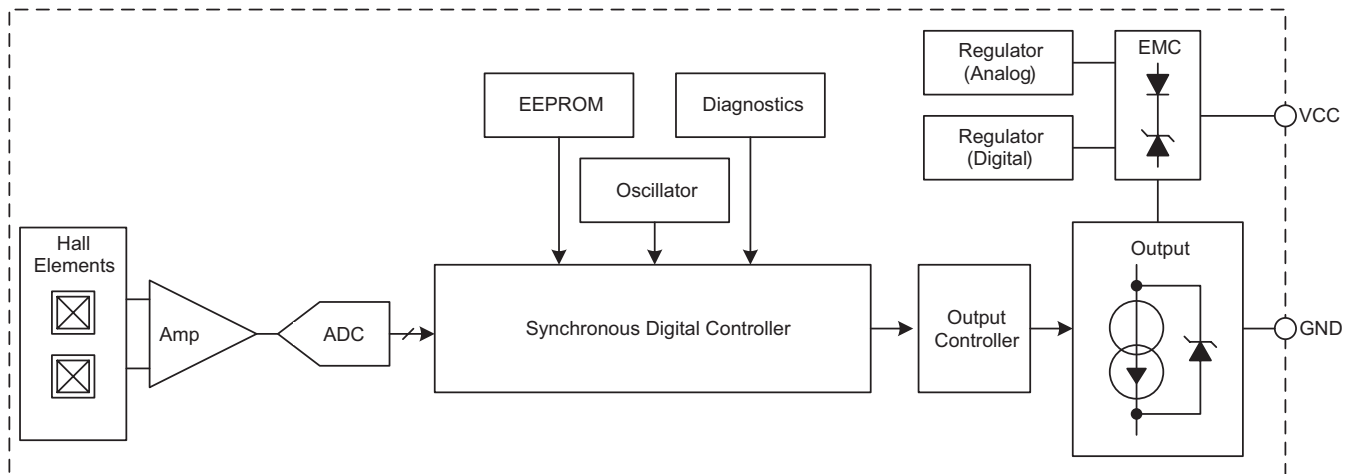 Regulator
(Analog)
EMC
EEPROM
Diagnostics
VCC
Regulator
(Digital)
Oscillator
Hall
Elements
Output
Amp
ADC
Synchronous Digital Controller
Output
Controller
GND